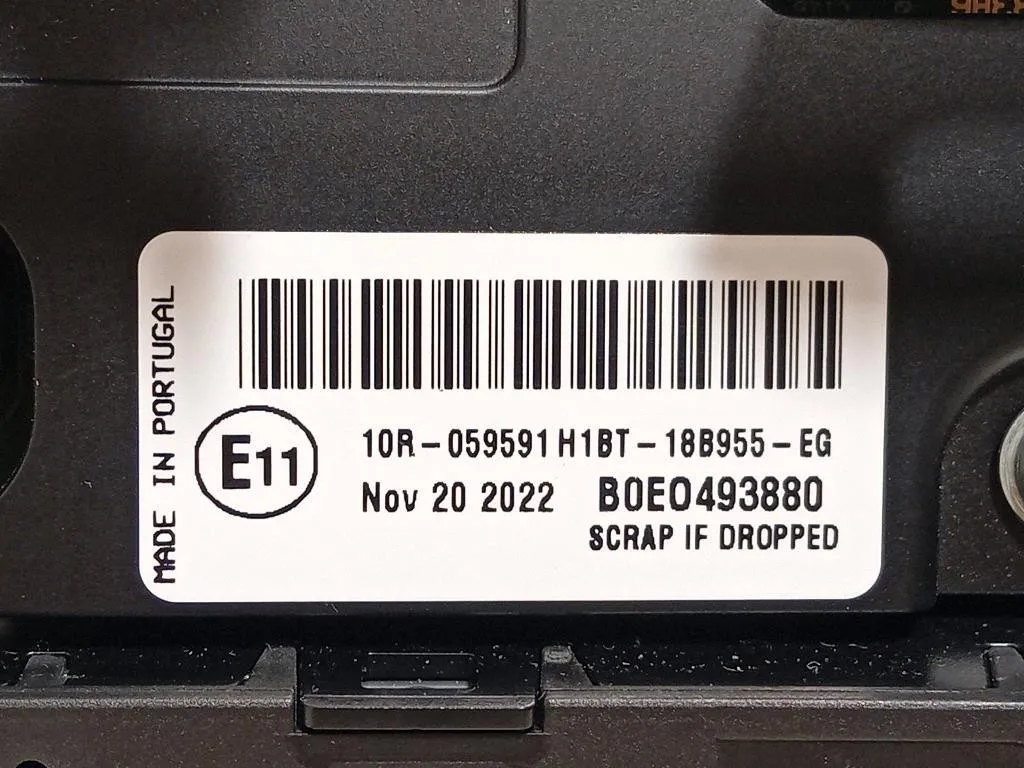 MADE IN PORTUGAL
E11
10R-059591 H1BT-18B955-EG
Nov 20 2022 B0E0493880
SCRAP IF DROPPED